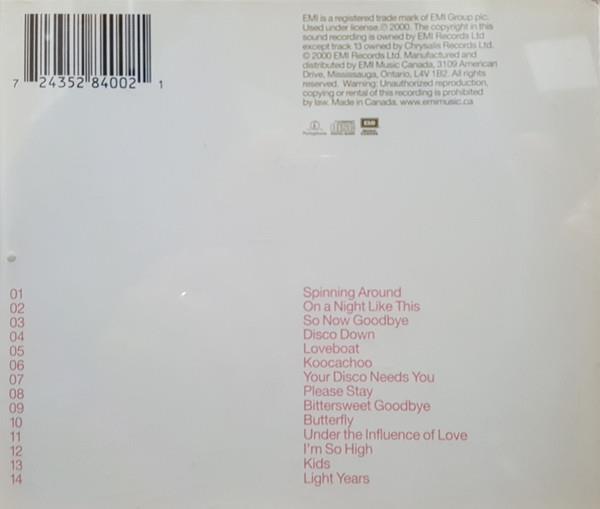 7 24352 84002 1
EMI is a registered trade mark of EMI Group plc.
Used under license.℗ 2000. The copyright in this
sound recording is owned by EMI Records Ltd
except track 13 owned by Chrysalis Records Ltd.
© 2000 EMI Records Ltd. Manufactured and
distributed by EMI Music Canada, 3109 American
Drive, Mississauga, Ontario, L4V 1B2. All rights
reserved. Warning: Unauthorized reproduction,
copying or rental of this recording is prohibited
by law. Made in Canada. www.emimusic.ca
Parlophone
EMI
01 Spinning Around
02 On a Night Like This
03 So Now Goodbye
04 Disco Down
05 Loveboat
06 Koocachoo
07 Your Disco Needs You
08 Please Stay
09 Bittersweet Goodbye
10 Butterfly
11 Under the Influence of Love
12 I'm So High
13 Kids
14 Light Years